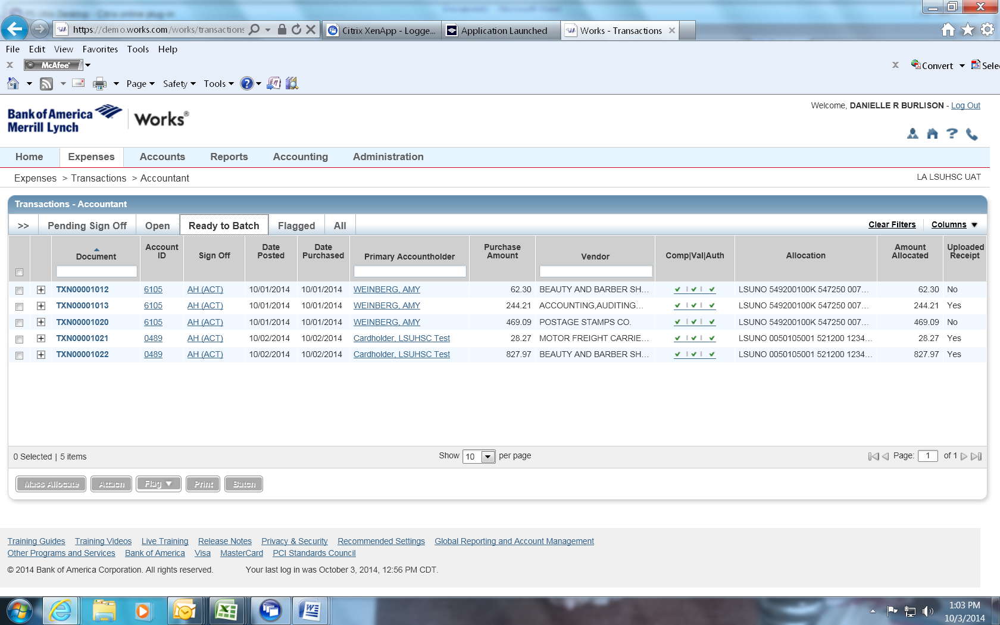 https://demo.works.com/works/transactions
Citrix XenApp - Logge...
Application Launched
Works - Transactions
File Edit View Favorites Tools Help
McAfee
Convert
Sele
Page Safety Tools
Bank of America
Merrill Lynch
Works®
Welcome, DANIELLE R BURLISON - Log Out
Home Expenses Accounts Reports Accounting Administration
Expenses > Transactions > Accountant
LA LSUHSC UAT
Transactions - Accountant
>> Pending Sign Off Open Ready to Batch Flagged All
Clear Filters Columns
Document Account ID Sign Off Date Posted Date Purchased Primary Accountholder Purchase Amount Vendor Comp|Val|Auth Allocation Amount Allocated Uploaded Receipt
TXN00001012 6105 AH (ACT) 10/01/2014 10/01/2014 WEINBERG, AMY 62.30 BEAUTY AND BARBER SH... LSUNO 549200100K 547250 007... 62.30 No
TXN00001013 6105 AH (ACT) 10/01/2014 10/01/2014 WEINBERG, AMY 244.21 ACCOUNTING,AUDITING... LSUNO 549200100K 547250 007... 244.21 Yes
TXN00001020 6105 AH (ACT) 10/01/2014 10/01/2014 WEINBERG, AMY 469.09 POSTAGE STAMPS CO. LSUNO 549200100K 547250 007... 469.09 No
TXN00001021 0489 AH (ACT) 10/02/2014 10/02/2014 Cardholder, LSUHSC Test 28.27 MOTOR FREIGHT CARRIE... LSUNO 0050105001 521200 1234... 28.27 Yes
TXN00001022 0489 AH (ACT) 10/02/2014 10/02/2014 Cardholder, LSUHSC Test 827.97 BEAUTY AND BARBER SH... LSUNO 0050105001 521200 1234... 827.97 Yes
0 Selected | 5 items
Show 10 per page
Page: 1 of 1
Mass Allocate Attach Flag Print Batch
Training Guides Training Videos Live Training Release Notes Privacy & Security Recommended Settings Global Reporting and Account Management
Other Programs and Services Bank of America Visa MasterCard PCI Standards Council
© 2014 Bank of America Corporation. All rights reserved. Your last log in was October 3, 2014, 12:56 PM CDT.
1:03 PM
10/3/2014